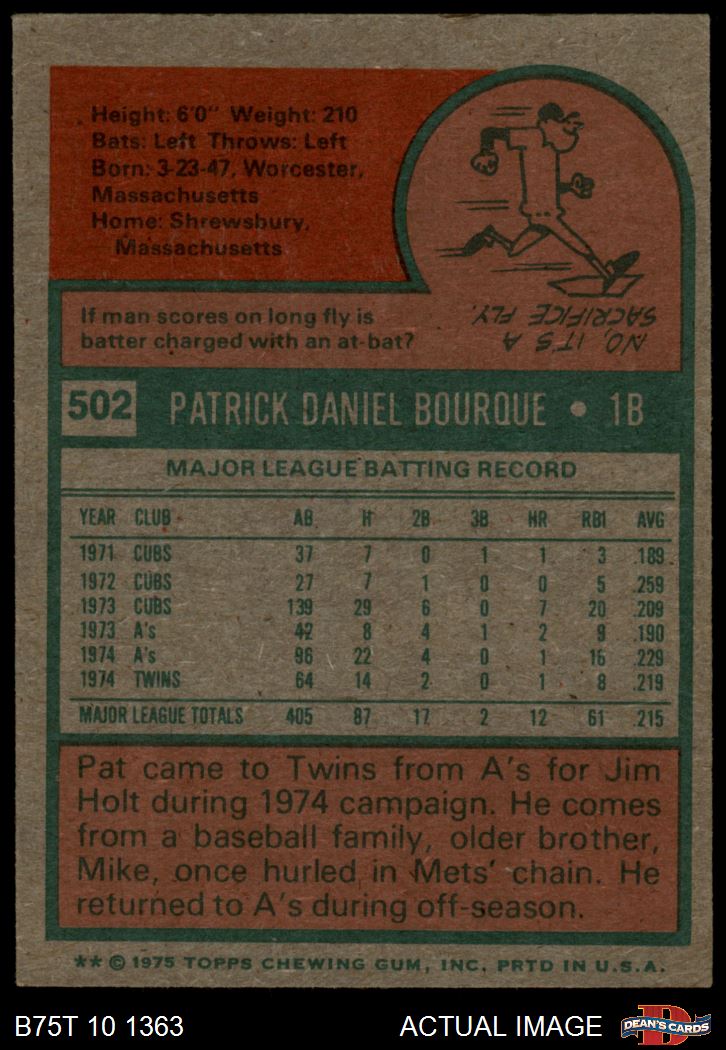 Height: 6'0" Weight: 210
Bats: Left Throws: Left
Born: 3-23-47, Worcester,
Massachusetts
Home: Shrewsbury,
Massachusetts
If man scores on long fly is
batter charged with an at-bat?
NO, IT'S A
SACRIFICE FLY.
502 PATRICK DANIEL BOURQUE • 1B
MAJOR LEAGUE BATTING RECORD
YEAR CLUB AB H 2B 3B HR RBI AVG
1971 CUBS 37 7 0 1 1 3 .189
1972 CUBS 27 7 1 0 0 5 .259
1973 CUBS 139 29 6 0 7 20 .209
1973 A's 42 8 4 1 2 9 .190
1974 A's 96 22 4 0 1 16 .229
1974 TWINS 64 14 2 0 1 8 .219
MAJOR LEAGUE TOTALS 405 87 17 2 12 61 .215
Pat came to Twins from A's for Jim
Holt during 1974 campaign. He comes
from a baseball family, older brother,
Mike, once hurled in Mets' chain. He
returned to A's during off-season.
** © 1975 TOPPS CHEWING GUM, INC. PRTD IN U.S.A.
B75T 10 1363 ACTUAL IMAGE DEAN'S CARDS